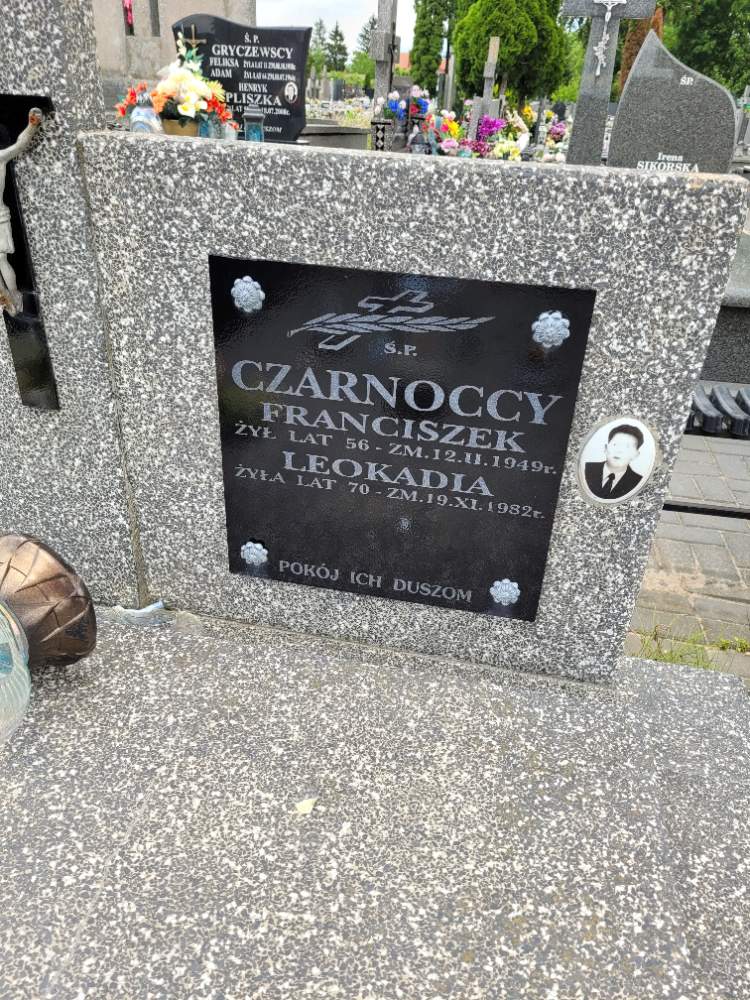 Ś. P.
GRYCZEWSCY
FELIKSA
ADAM
HENRYK
PLISZKA
ŚP.
Irena
SIKORSKA
Ś.P.
CZARNOCCY
FRANCISZEK
ŻYŁ LAT 56 - ZM.12.II.1949r.
LEOKADIA
ŻYŁA LAT 70 - ZM.19.XI.1982r.
POKÓJ ICH DUSZOM